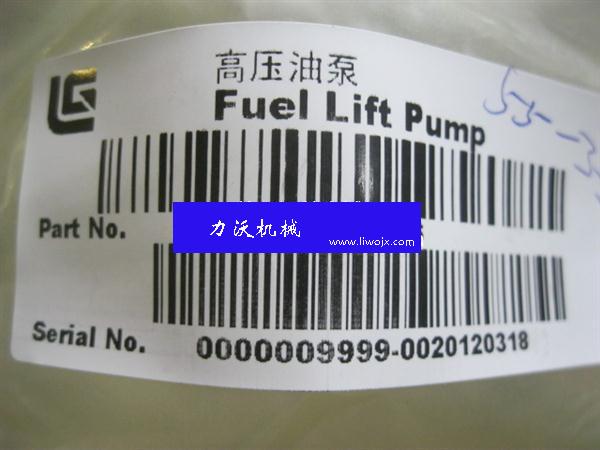 高压油泵
Fuel Lift Pump
Part No.
力沃机械
www.liwojx.com
Serial No. 0000009999-0020120318